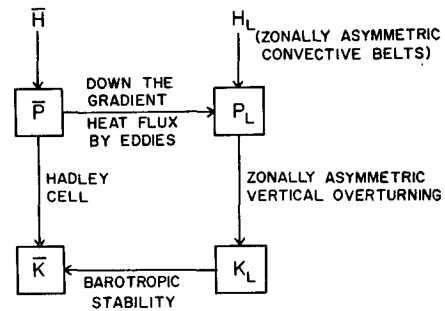 H̅
H_L (ZONALLY ASYMMETRIC
CONVECTIVE BELTS)
DOWN THE
GRADIENT
P̅
P_L
HEAT FLUX
BY EDDIES
HADLEY
CELL
ZONALLY ASYMMETRIC
VERTICAL OVERTURNING
K̅
K_L
BAROTROPIC
STABILITY